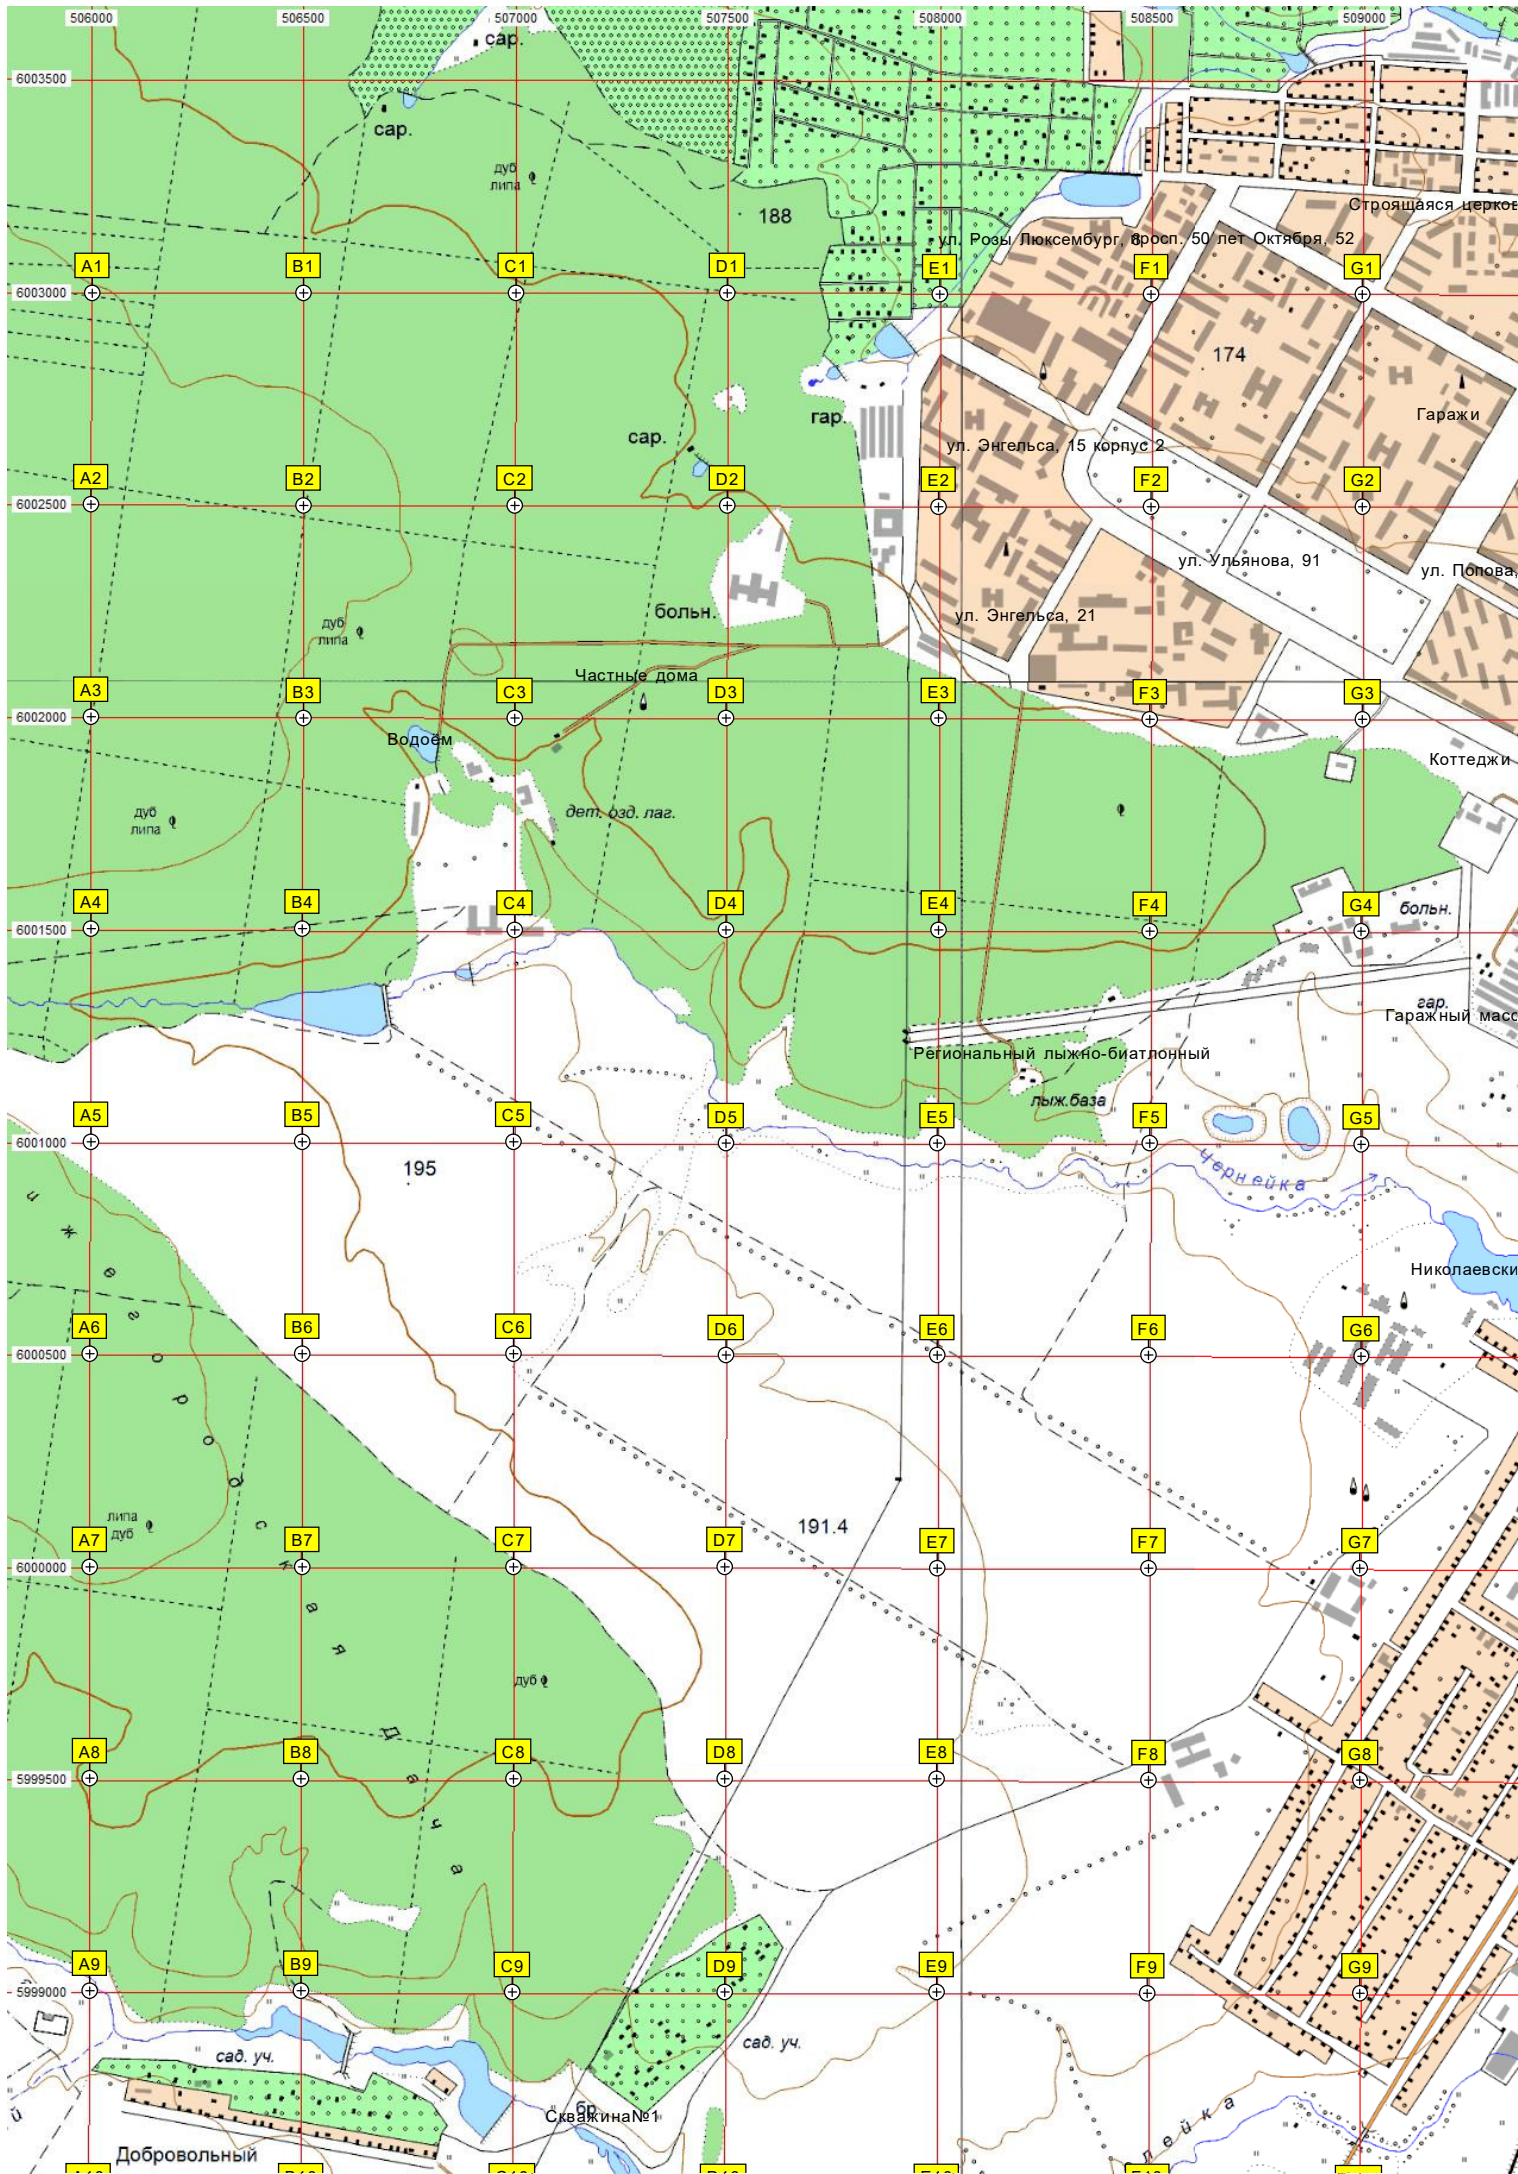 506000 506500 507000 507500 508000 508500 509000
сар.
6003500
сар.
дуб
липа
188
Строящаяся церков
ул. Розы Люксембург, 8 просп. 50 лет Октября, 52
A1 B1 C1 D1 E1 F1 G1
6003000
174
гар.
Гаражи
сар.
ул. Энгельса, 15 корпус 2
A2 B2 C2 D2 E2 F2 G2
6002500
ул. Ульянова, 91
ул. Попова,
больн.
ул. Энгельса, 21
дуб
липа
Частные дома
A3 B3 C3 D3 E3 F3 G3
6002000
Водоём
Коттеджи
дет. озд. лаг.
дуб
липа
A4 B4 C4 D4 E4 F4 G4
больн.
6001500
гар.
Гаражный масс
Региональный лыжно-биатлонный
лыж.база
A5 B5 C5 D5 E5 F5 G5
6001000
195
Чернейка
Николаевски
A6 B6 C6 D6 E6 F6 G6
6000500
ижегородская Дача
липа
дуб
191.4
A7 B7 C7 D7 E7 F7 G7
6000000
дуб
A8 B8 C8 D8 E8 F8 G8
5999500
A9 B9 C9 D9 E9 F9 G9
5999000
сад. уч.
сад. уч.
бр.
Скважина№1
лейка
й
Добровольный